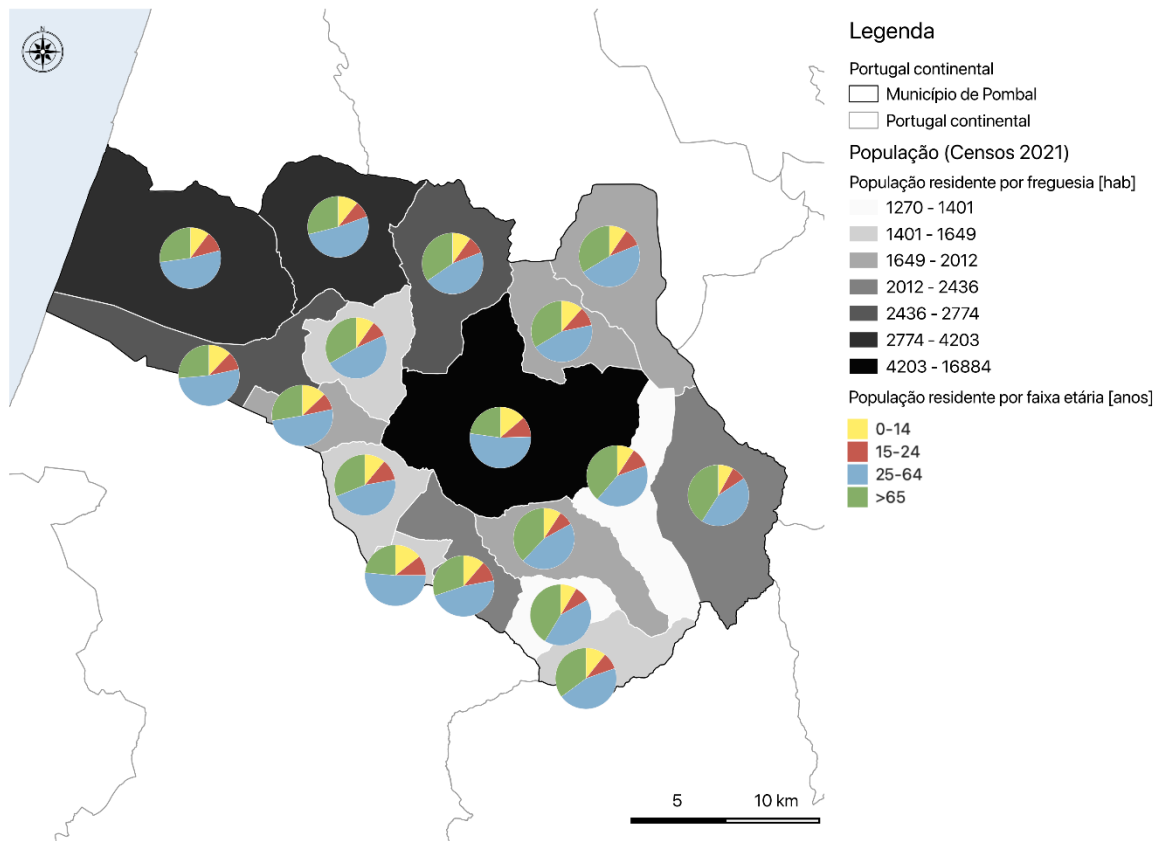 N
Legenda
Portugal continental
Município de Pombal
Portugal continental
População (Censos 2021)
População residente por freguesia [hab]
1270 - 1401
1401 - 1649
1649 - 2012
2012 - 2436
2436 - 2774
2774 - 4203
4203 - 16884
População residente por faixa etária [anos]
0-14
15-24
25-64
>65
5 10 km